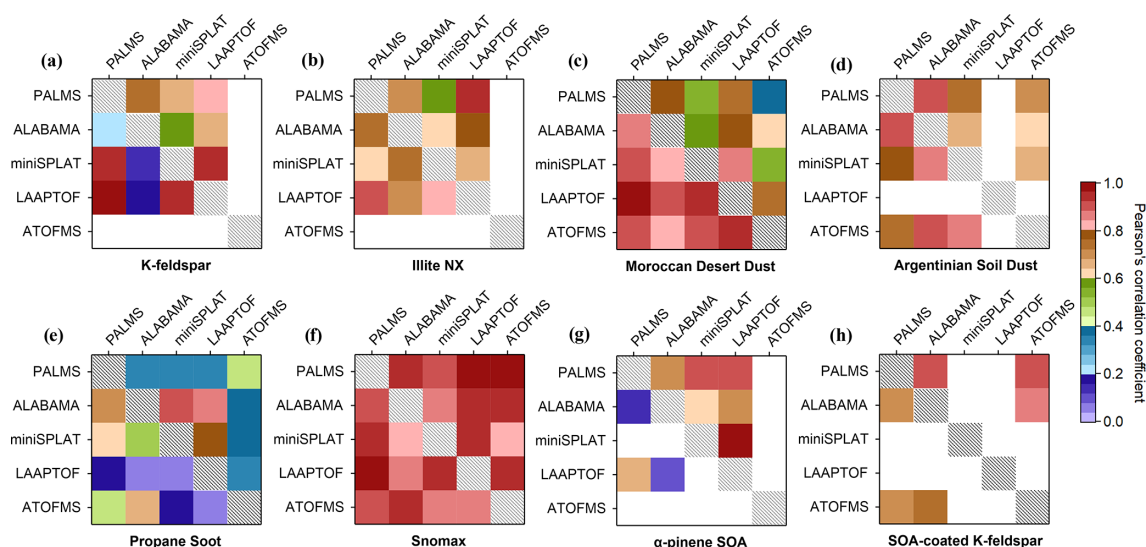 (a) PALMS ALABAMA miniSPLAT LAAPTOF ATOFMS
PALMS
ALABAMA
miniSPLAT
LAAPTOF
ATOFMS
K-feldspar
(b) PALMS ALABAMA miniSPLAT LAAPTOF ATOFMS
PALMS
ALABAMA
miniSPLAT
LAAPTOF
ATOFMS
Illite NX
(c) PALMS ALABAMA miniSPLAT LAAPTOF ATOFMS
PALMS
ALABAMA
miniSPLAT
LAAPTOF
ATOFMS
Moroccan Desert Dust
(d) PALMS ALABAMA miniSPLAT LAAPTOF ATOFMS
PALMS
ALABAMA
miniSPLAT
LAAPTOF
ATOFMS
Argentinian Soil Dust
(e) PALMS ALABAMA miniSPLAT LAAPTOF ATOFMS
PALMS
ALABAMA
miniSPLAT
LAAPTOF
ATOFMS
Propane Soot
(f) PALMS ALABAMA miniSPLAT LAAPTOF ATOFMS
PALMS
ALABAMA
miniSPLAT
LAAPTOF
ATOFMS
Snomax
(g) PALMS ALABAMA miniSPLAT LAAPTOF ATOFMS
PALMS
ALABAMA
miniSPLAT
LAAPTOF
ATOFMS
α-pinene SOA
(h) PALMS ALABAMA miniSPLAT LAAPTOF ATOFMS
PALMS
ALABAMA
miniSPLAT
LAAPTOF
ATOFMS
SOA-coated K-feldspar
1.0
0.8
0.6
0.4
0.2
0.0
Pearson's correlation
coefficient